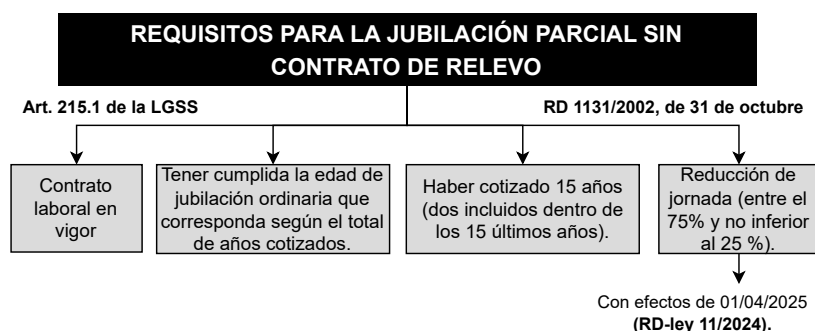 REQUISITOS PARA LA JUBILACIÓN PARCIAL SIN
CONTRATO DE RELEVO
Art. 215.1 de la LGSS
RD 1131/2002, de 31 de octubre
Contrato
laboral en
vigor
Tener cumplida la edad de
jubilación ordinaria que
corresponda según el total
de años cotizados.
Haber cotizado 15 años
(dos incluidos dentro de
los 15 últimos años).
Reducción de
jornada (entre el
75% y no inferior
al 25 %).
Con efectos de 01/04/2025
(RD-ley 11/2024).